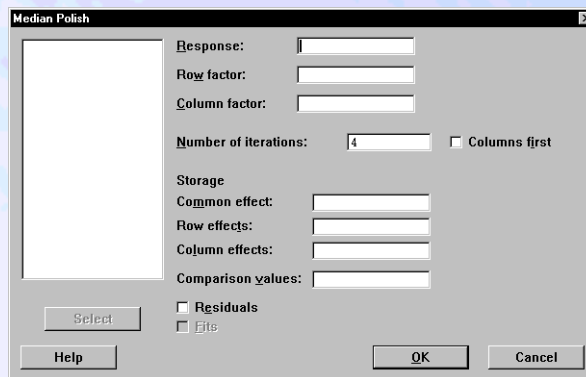 Median Polish
Response:
Row factor:
Column factor:
Number of iterations: 4 Columns first
Storage
Common effect:
Row effects:
Column effects:
Comparison values:
Select
Residuals
Fits
Help OK Cancel